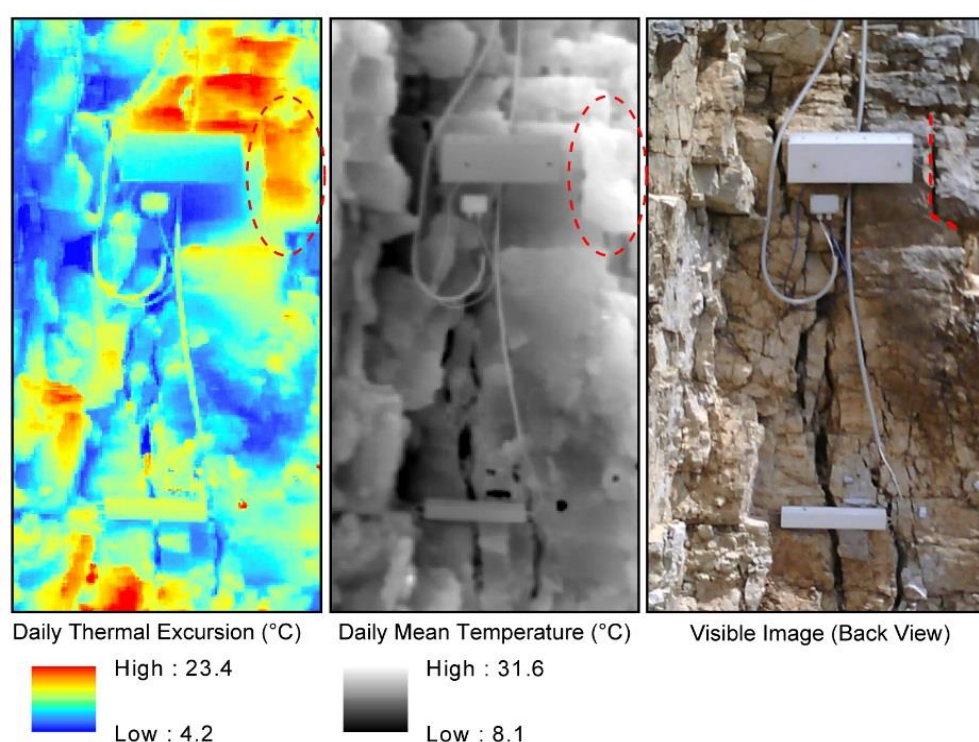 Daily Thermal Excursion (°C)
High : 23.4
Low : 4.2
Daily Mean Temperature (°C)
High : 31.6
Low : 8.1
Visible Image (Back View)